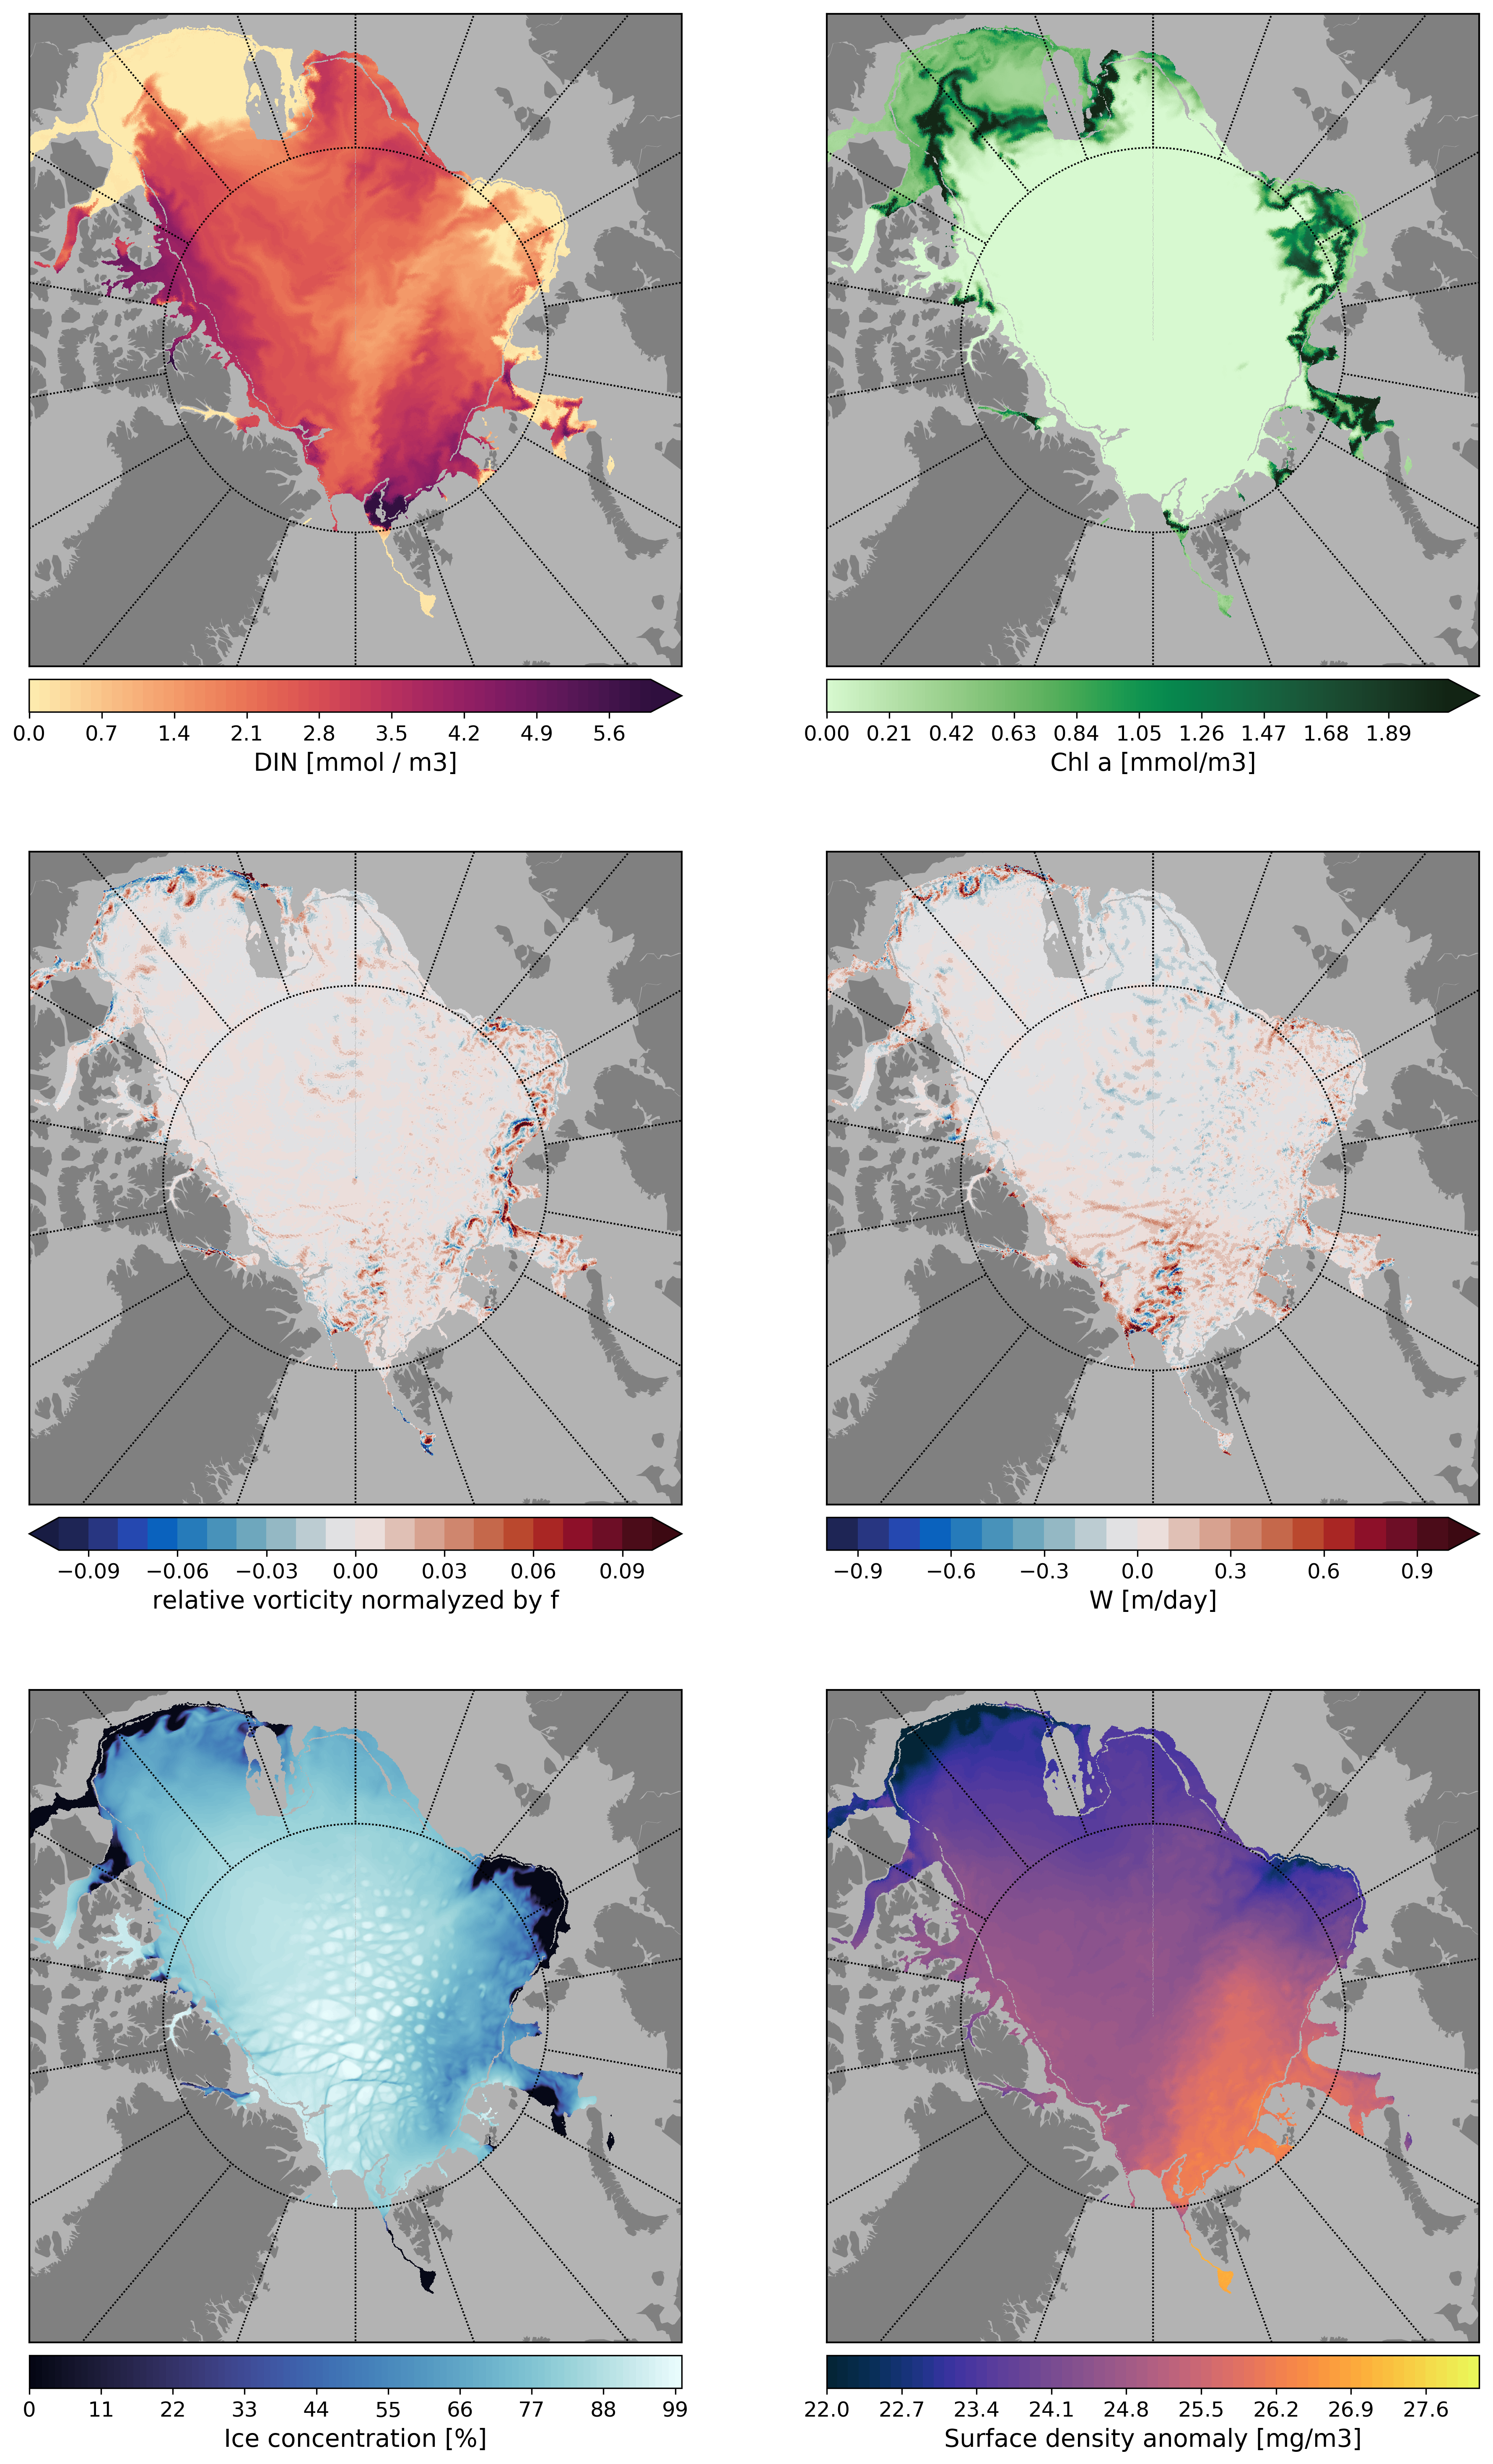 0.0 0.7 1.4 2.1 2.8 3.5 4.2 4.9 5.6
DIN [mmol / m3]
0.00 0.21 0.42 0.63 0.84 1.05 1.26 1.47 1.68 1.89
Chl a [mmol/m3]
−0.09 −0.06 −0.03 0.00 0.03 0.06 0.09
relative vorticity normalyzed by f
−0.9 −0.6 −0.3 0.0 0.3 0.6 0.9
W [m/day]
0 11 22 33 44 55 66 77 88 99
Ice concentration [%]
22.0 22.7 23.4 24.1 24.8 25.5 26.2 26.9 27.6
Surface density anomaly [mg/m3]